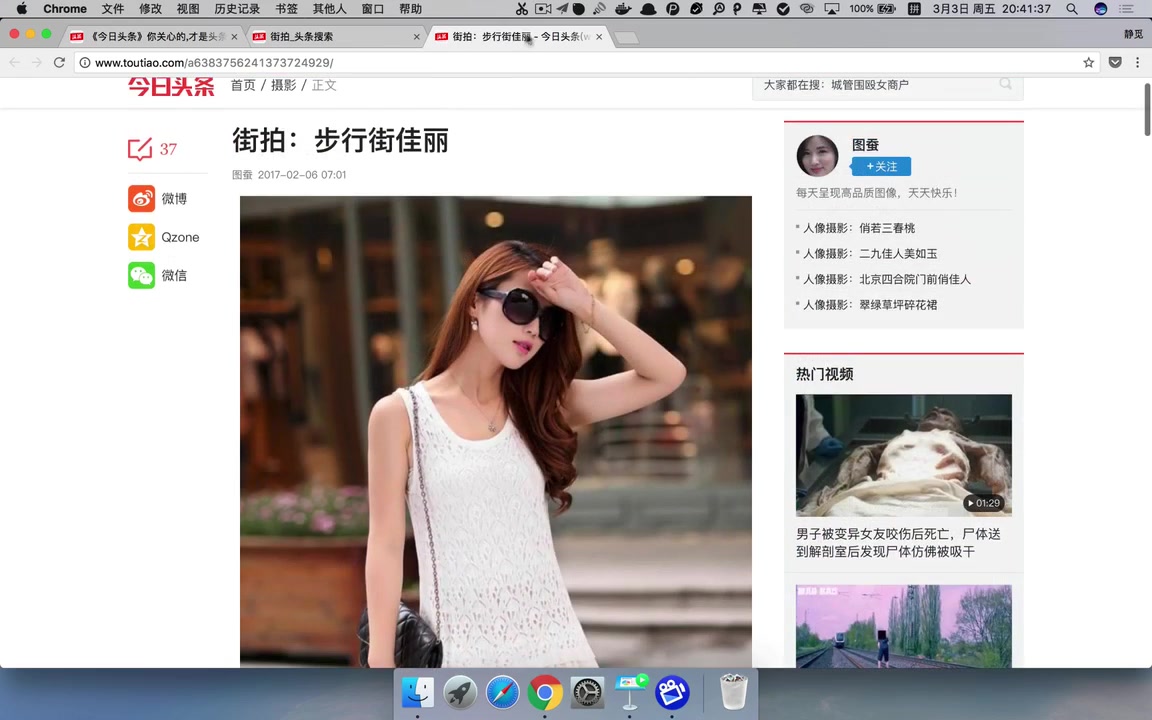 Chrome 文件 修改 视图 历史记录 书签 其他人 窗口 帮助 100% 3月3日 周五 20:41:37
《今日头条》你关心的,才是头条 街拍_头条搜索 街拍：步行街佳丽 - 今日头条(w 静觅
www.toutiao.com/a6383756241373724929/
今日头条 首页 / 摄影 / 正文 大家都在搜：城管围殴女商户
37
微博
Qzone
微信
街拍：步行街佳丽
图蚕 2017-02-06 07:01
图蚕
+关注
每天呈现高品质图像，天天快乐！
人像摄影：俏若三春桃
人像摄影：二九佳人美如玉
人像摄影：北京四合院门前俏佳人
人像摄影：翠绿草坪碎花裙
热门视频
01:29
男子被变异女友咬伤后死亡，尸体送
到解剖室后发现尸体仿佛被吸干